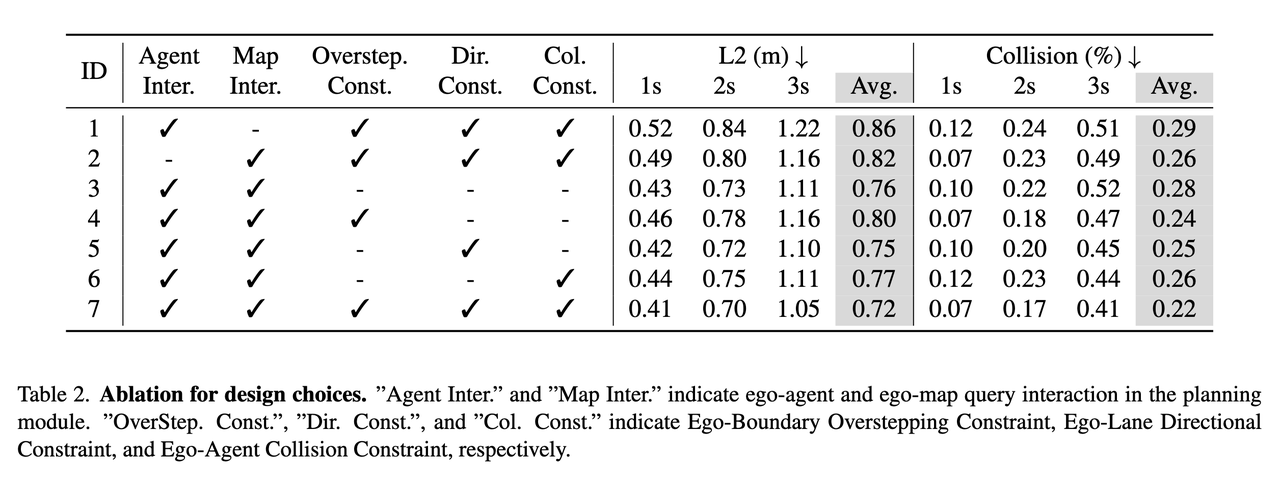 ID Agent Inter. Map Inter. Overstep. Const. Dir. Const. Col. Const. L2 (m) ↓ Collision (%) ↓
1s 2s 3s Avg. 1s 2s 3s Avg.
1 ✓ - ✓ ✓ ✓ 0.52 0.84 1.22 0.86 0.12 0.24 0.51 0.29
2 - ✓ ✓ ✓ ✓ 0.49 0.80 1.16 0.82 0.07 0.23 0.49 0.26
3 ✓ ✓ - - - 0.43 0.73 1.11 0.76 0.10 0.22 0.52 0.28
4 ✓ ✓ ✓ - - 0.46 0.78 1.16 0.80 0.07 0.18 0.47 0.24
5 ✓ ✓ - ✓ - 0.42 0.72 1.10 0.75 0.10 0.20 0.45 0.25
6 ✓ ✓ - - ✓ 0.44 0.75 1.11 0.77 0.12 0.23 0.44 0.26
7 ✓ ✓ ✓ ✓ ✓ 0.41 0.70 1.05 0.72 0.07 0.17 0.41 0.22
Table 2. Ablation for design choices. ”Agent Inter.” and ”Map Inter.” indicate ego-agent and ego-map query interaction in the planning
module. ”OverStep. Const.”, ”Dir. Const.”, and ”Col. Const.” indicate Ego-Boundary Overstepping Constraint, Ego-Lane Directional
Constraint, and Ego-Agent Collision Constraint, respectively.